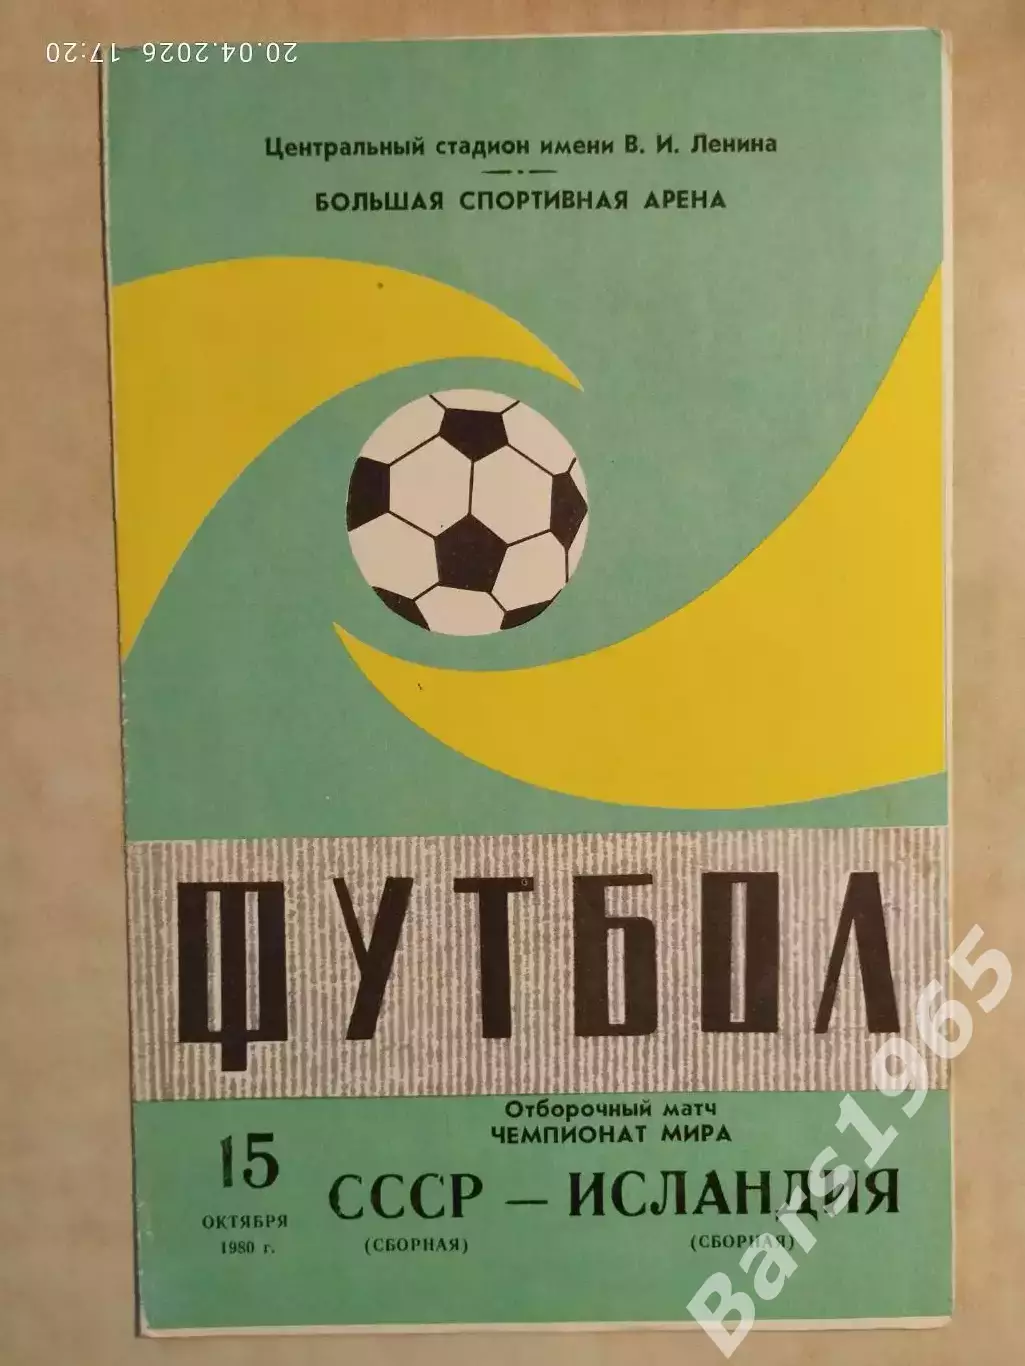 20.04.2026 17:20
Центральный стадион имени В. И. Ленина
БОЛЬШАЯ СПОРТИВНАЯ АРЕНА
ФУТБОЛ
Отборочный матч
ЧЕМПИОНАТ МИРА
15
ОКТЯБРЯ
1980 г.
СССР — ИСЛАНДИЯ
(СБОРНАЯ) (СБОРНАЯ)
Bars1965